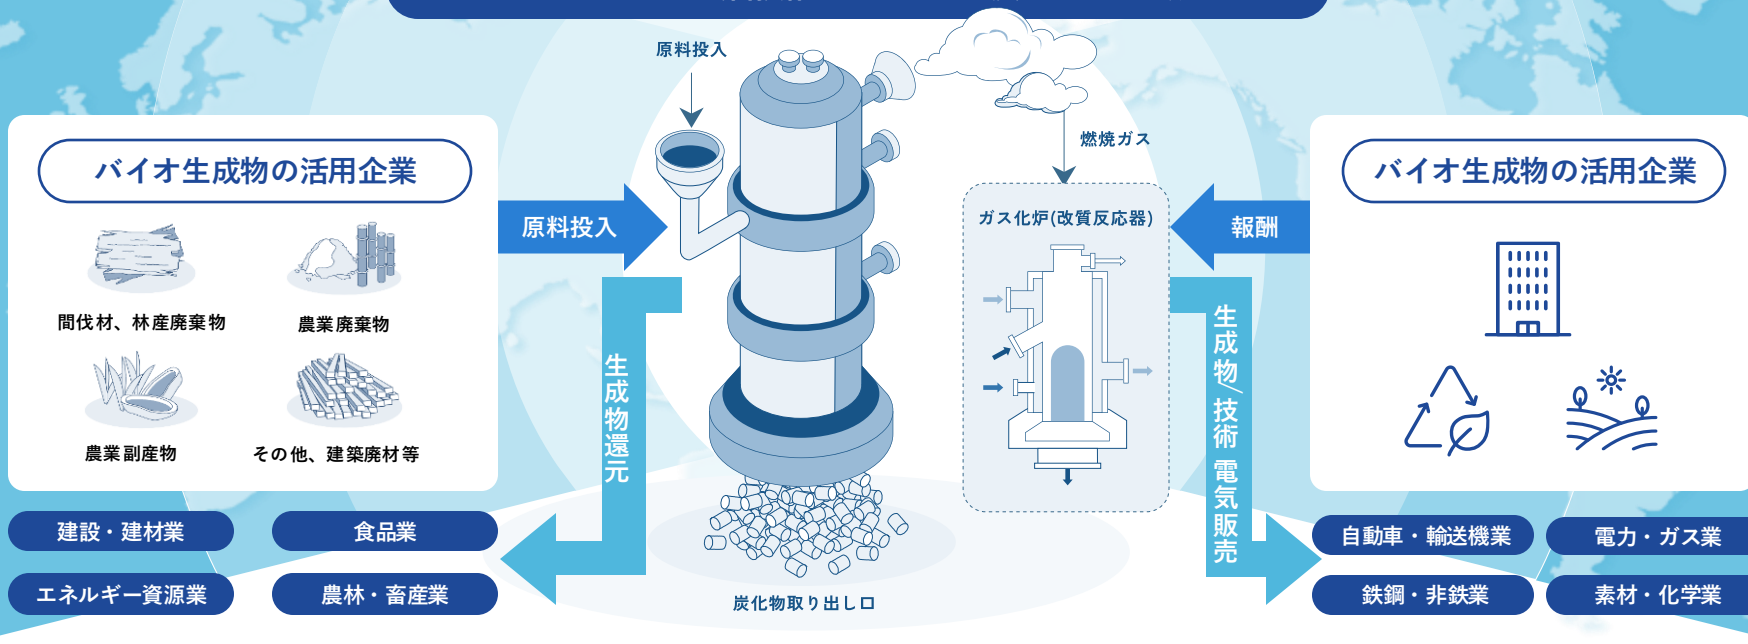 原料投入
燃焼ガス
バイオ生成物の活用企業
間伐材、林産廃棄物
農業廃棄物
農業副産物
その他、建築廃材等
建設・建材業
食品業
エネルギー資源業
農林・畜産業
原料投入
生成物還元
炭化物取り出し口
ガス化炉(改質反応器)
報酬
生成物/技術 電気販売
バイオ生成物の活用企業
自動車・輸送機業
電力・ガス業
鉄鋼・非鉄業
素材・化学業